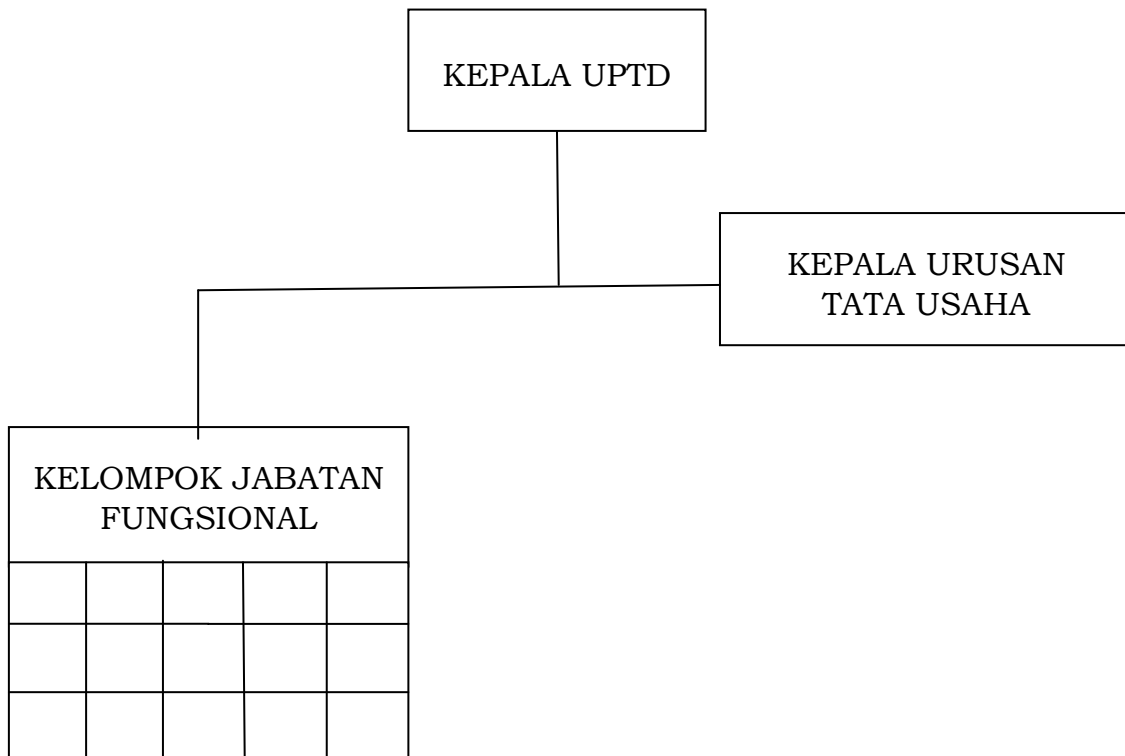 KEPALA UPTD
KEPALA URUSAN
TATA USAHA
KELOMPOK JABATAN
FUNGSIONAL